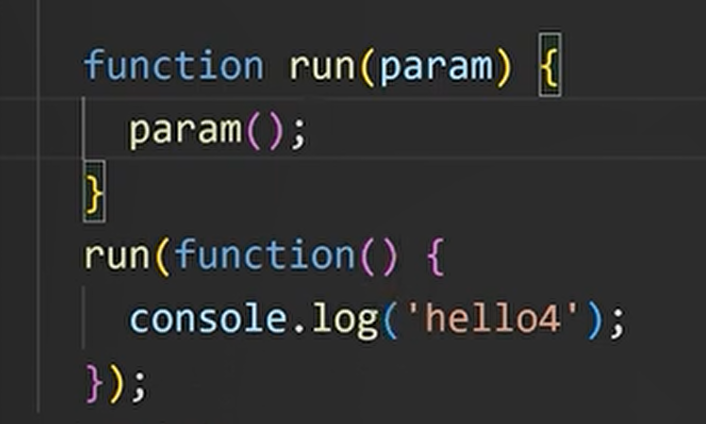 function run(param) {
  param();
}
run(function() {
  console.log('hello4');
});